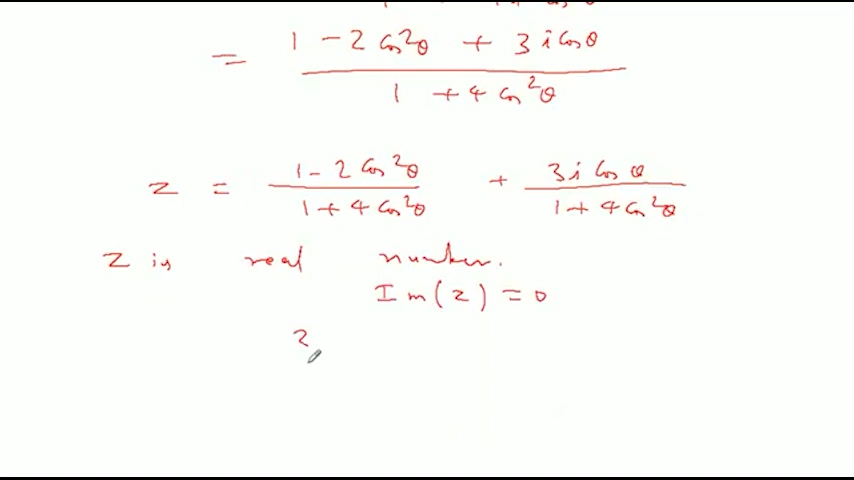 = 1 - 2 cos²θ + 3 i cosθ
1 + 4 cos²θ
z = 1 - 2 cos²θ / 1 + 4 cos²θ + 3 i cos θ / 1 + 4 cos²θ
Z is real number.
Im(z) = 0